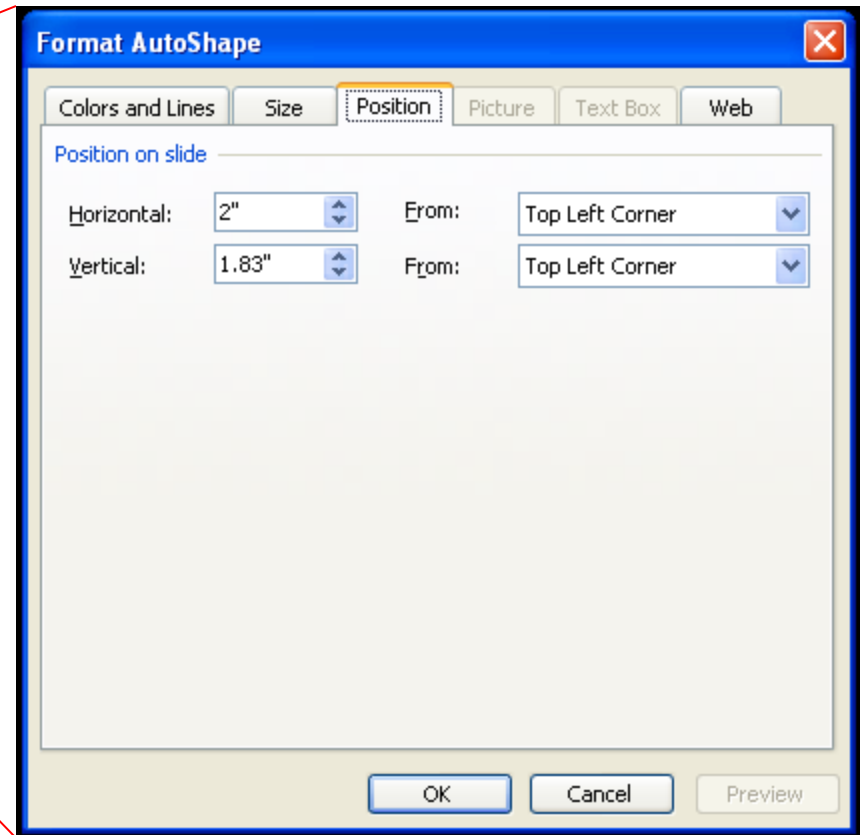 Format AutoShape
Colors and Lines Size Position Picture Text Box Web
Position on slide
Horizontal: 2" From: Top Left Corner
Vertical: 1.83" From: Top Left Corner
OK Cancel Preview